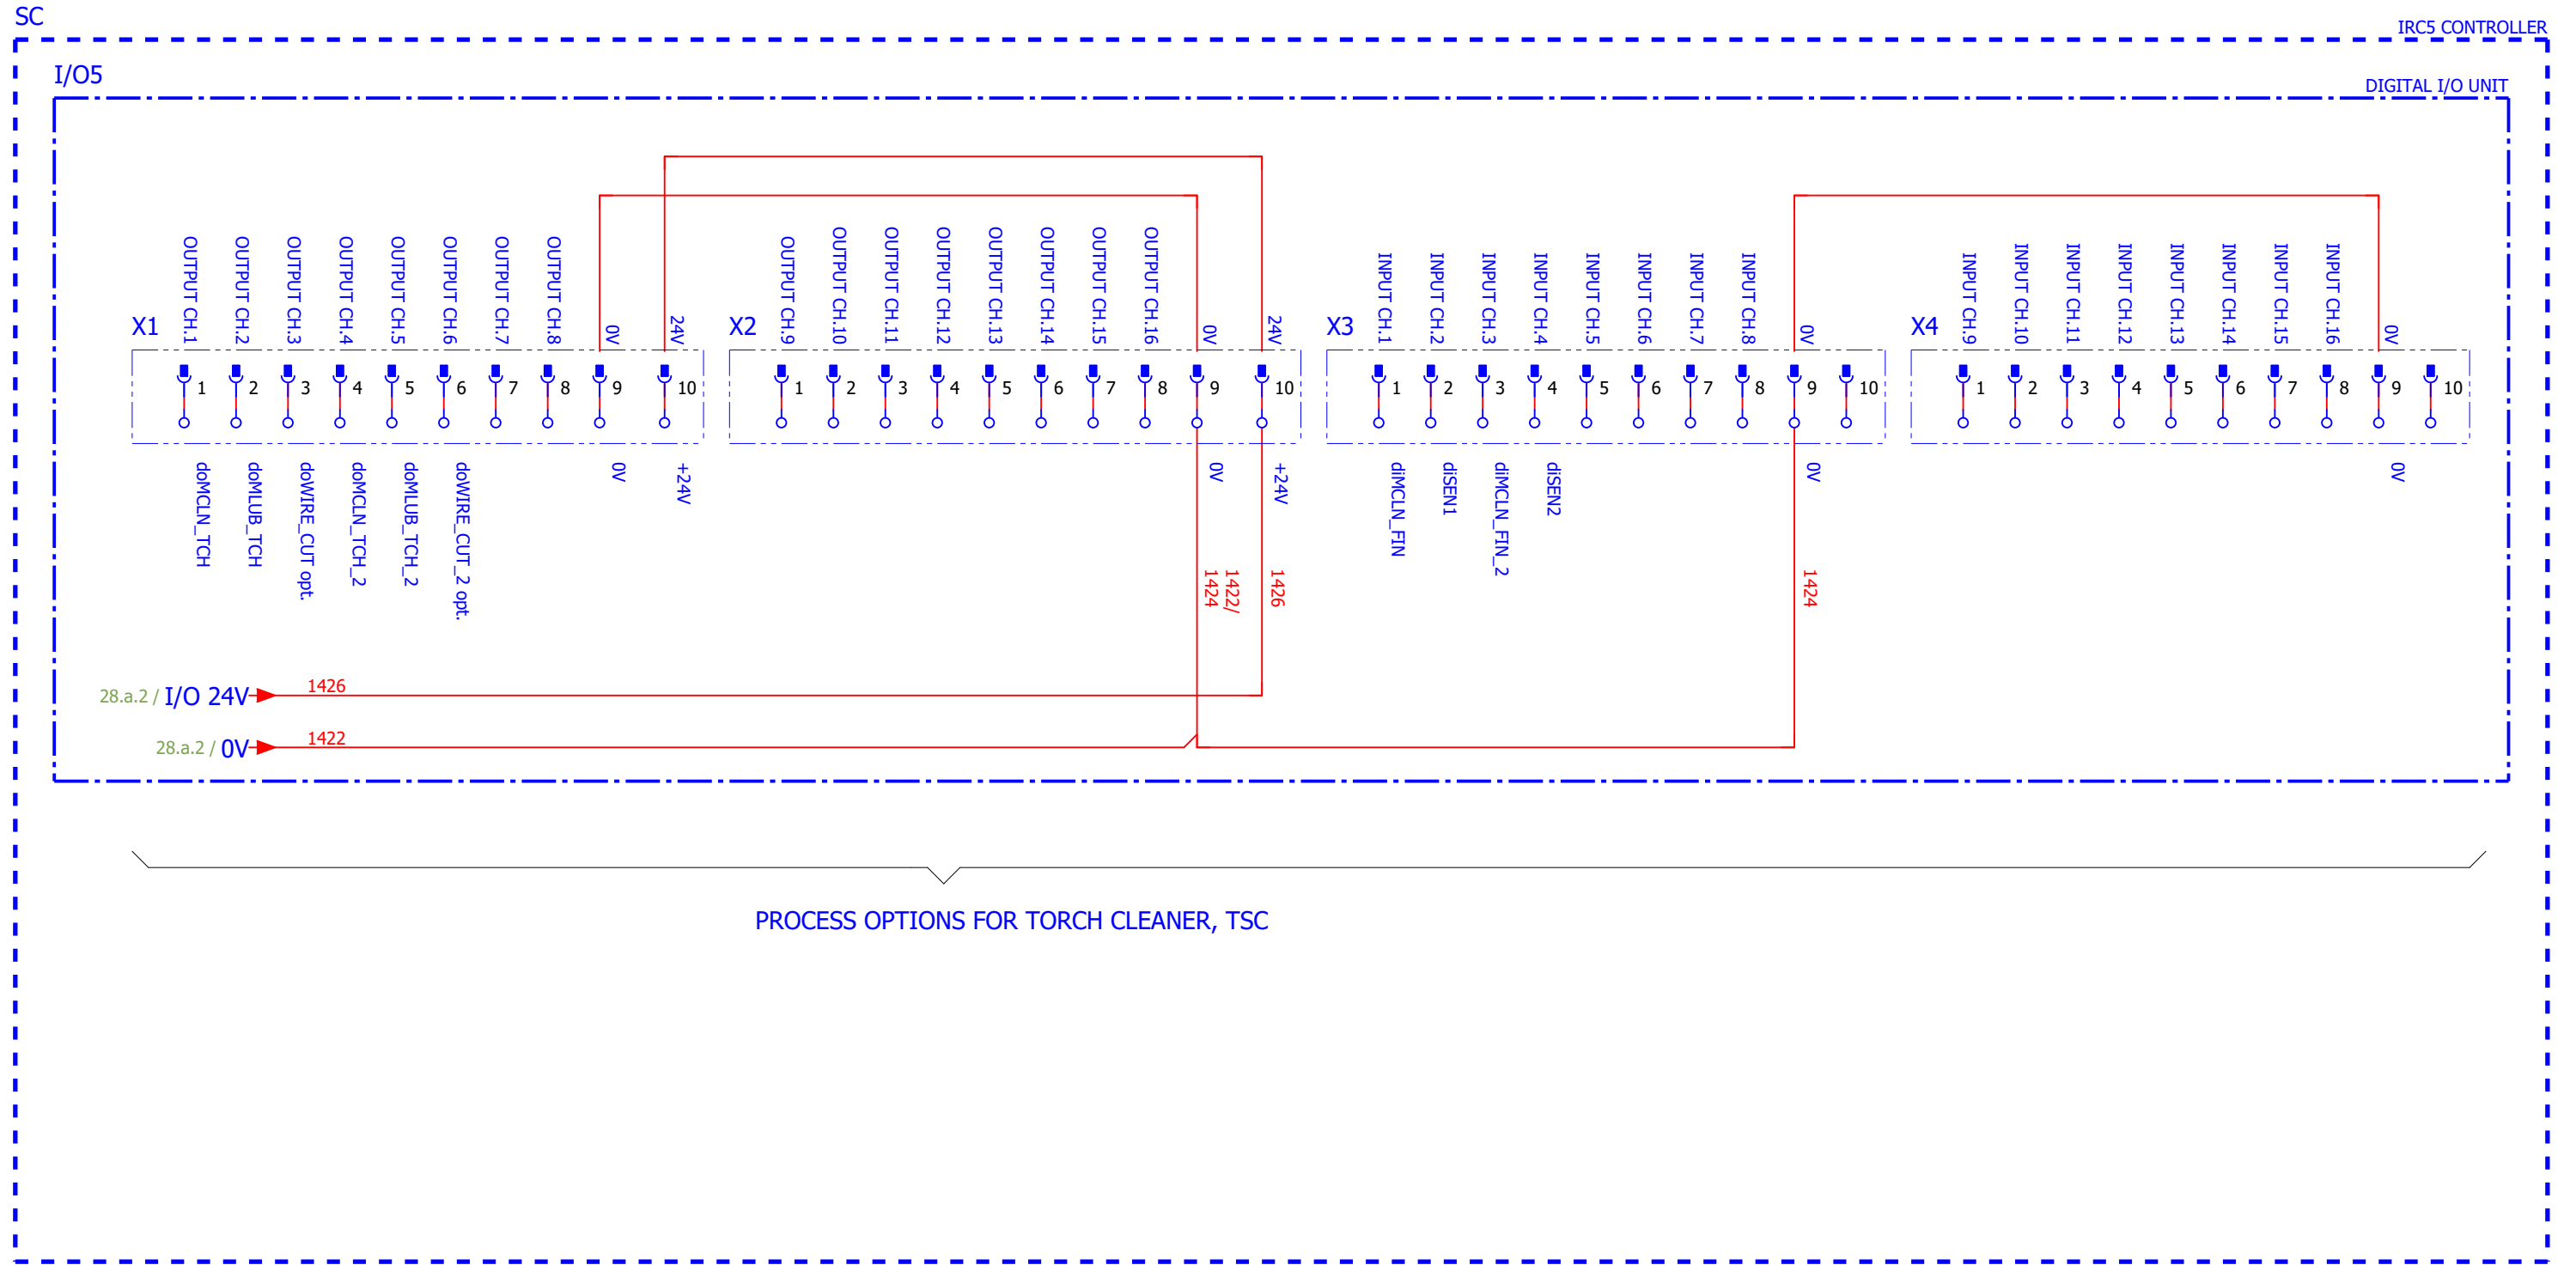 SC
IRC5 CONTROLLER
I/O5
DIGITAL I/O UNIT
X1
OUTPUT CH.1
OUTPUT CH.2
OUTPUT CH.3
OUTPUT CH.4
OUTPUT CH.5
OUTPUT CH.6
OUTPUT CH.7
OUTPUT CH.8
0V
24V
1 2 3 4 5 6 7 8 9 10
doMCLN_TCH
doMLUB_TCH
doWIRE_CUT opt.
doMCLN_TCH_2
doMLUB_TCH_2
doWIRE_CUT_2 opt.
0V
+24V
X2
OUTPUT CH.9
OUTPUT CH.10
OUTPUT CH.11
OUTPUT CH.12
OUTPUT CH.13
OUTPUT CH.14
OUTPUT CH.15
OUTPUT CH.16
0V
24V
1 2 3 4 5 6 7 8 9 10
0V
+24V
1422/
1424
1426
X3
INPUT CH.1
INPUT CH.2
INPUT CH.3
INPUT CH.4
INPUT CH.5
INPUT CH.6
INPUT CH.7
INPUT CH.8
0V
1 2 3 4 5 6 7 8 9 10
diMCLN_FIN
diSEN1
diMCLN_FIN_2
diSEN2
0V
1424
X4
INPUT CH.9
INPUT CH.10
INPUT CH.11
INPUT CH.12
INPUT CH.13
INPUT CH.14
INPUT CH.15
INPUT CH.16
0V
1 2 3 4 5 6 7 8 9 10
0V
28.a.2 / I/O 24V 1426
28.a.2 / 0V 1422
PROCESS OPTIONS FOR TORCH CLEANER, TSC